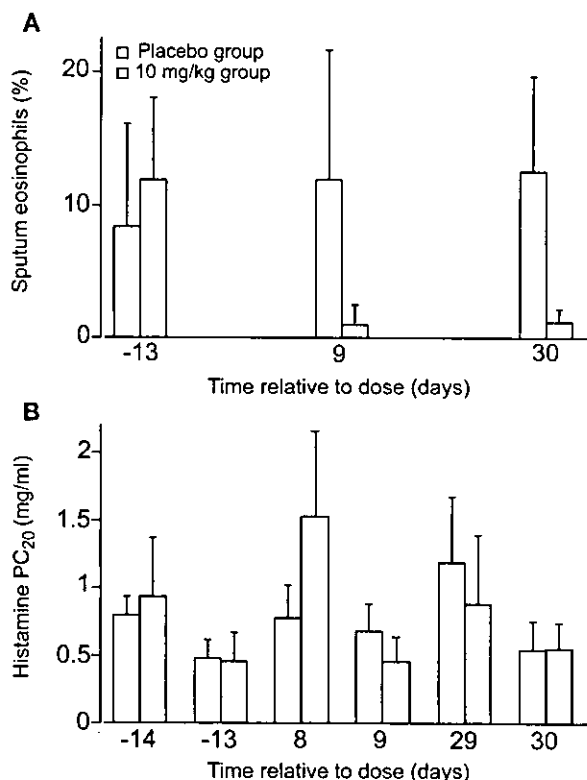 A
Placebo group
10 mg/kg group
Sputum eosinophils (%)
20
10
0
-13 9 30
Time relative to dose (days)
B
Histamine PC20 (mg/ml)
2
1.5
1
0.5
0
-14 -13 8 9 29 30
Time relative to dose (days)